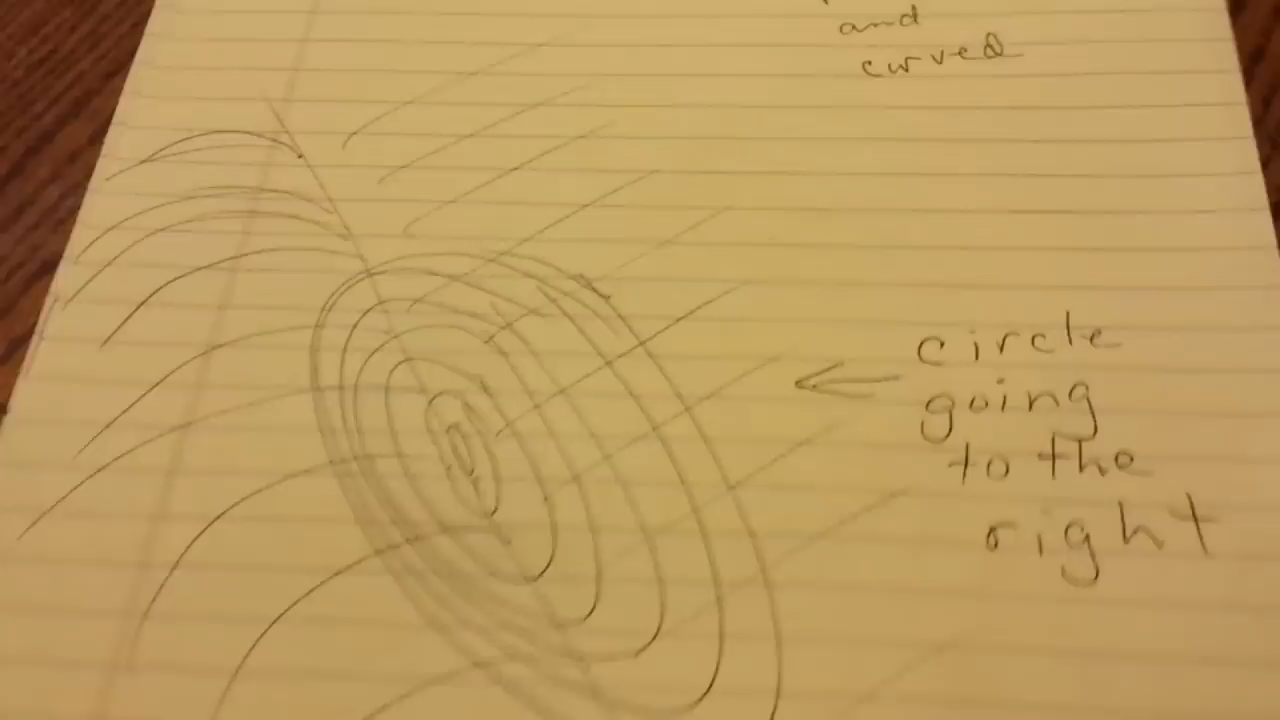 and
curved
circle
going
to the
right